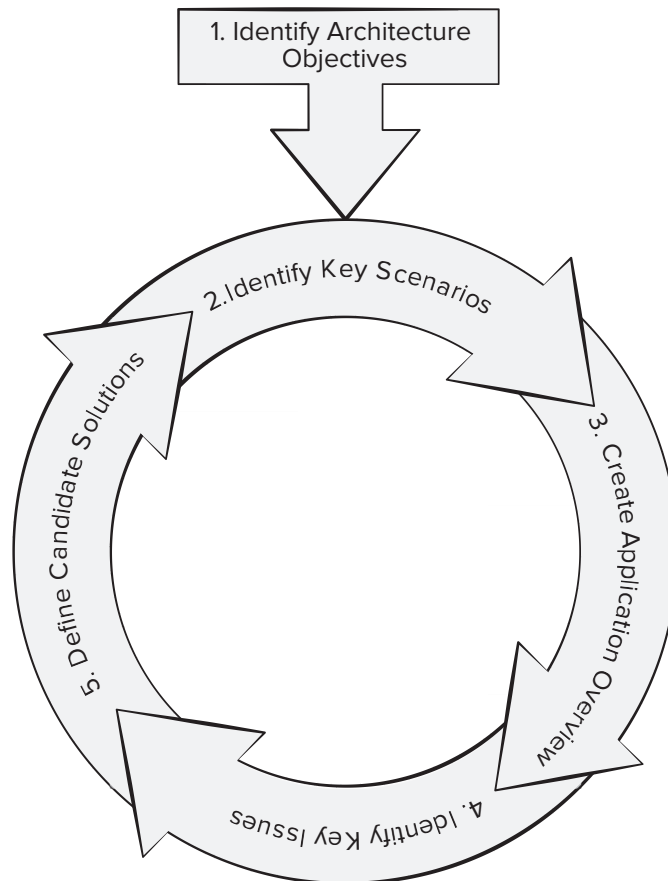 1. Identify Architecture
Objectives
2.Identify Key Scenarios
3. Create Application Overview
4. Identify Key Issues
5. Define Candidate Solutions